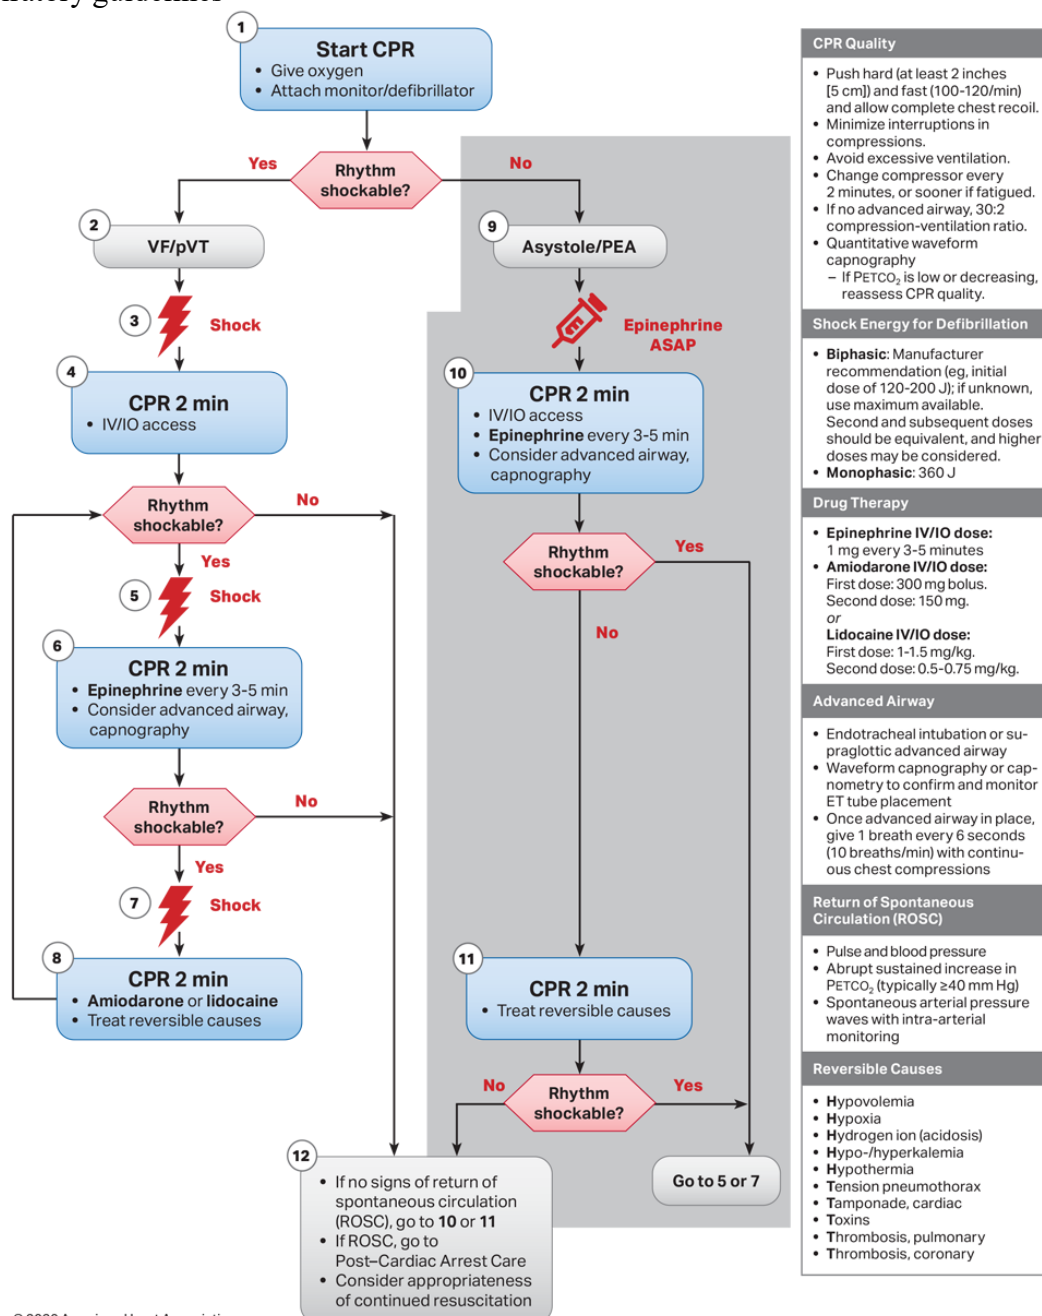 guidelines
1
Start CPR
• Give oxygen
• Attach monitor/defibrillator
Yes
Rhythm
shockable?
No
2
VF/pVT
9
Asystole/PEA
3
Shock
Epinephrine
ASAP
4
CPR 2 min
• IV/IO access
10
CPR 2 min
• IV/IO access
• Epinephrine every 3-5 min
• Consider advanced airway,
capnography
Rhythm
shockable?
No
Yes
Rhythm
shockable?
Yes
No
5
Shock
6
CPR 2 min
• Epinephrine every 3-5 min
• Consider advanced airway,
capnography
Rhythm
shockable?
No
Yes
7
Shock
8
CPR 2 min
• Amiodarone or lidocaine
• Treat reversible causes
11
CPR 2 min
• Treat reversible causes
No
Rhythm
shockable?
Yes
12
• If no signs of return of
spontaneous circulation
(ROSC), go to 10 or 11
• If ROSC, go to
Post–Cardiac Arrest Care
• Consider appropriateness
of continued resuscitation
Go to 5 or 7
CPR Quality
• Push hard (at least 2 inches
[5 cm]) and fast (100-120/min)
and allow complete chest recoil.
• Minimize interruptions in
compressions.
• Avoid excessive ventilation.
• Change compressor every
2 minutes, or sooner if fatigued.
• If no advanced airway, 30:2
compression-ventilation ratio.
• Quantitative waveform
capnography
– If PETCO₂ is low or decreasing,
reassess CPR quality.
Shock Energy for Defibrillation
• Biphasic: Manufacturer
recommendation (eg, initial
dose of 120-200 J); if unknown,
use maximum available.
Second and subsequent doses
should be equivalent, and higher
doses may be considered.
• Monophasic: 360 J
Drug Therapy
• Epinephrine IV/IO dose:
1 mg every 3-5 minutes
• Amiodarone IV/IO dose:
First dose: 300 mg bolus.
Second dose: 150 mg.
or
Lidocaine IV/IO dose:
First dose: 1-1.5 mg/kg.
Second dose: 0.5-0.75 mg/kg.
Advanced Airway
• Endotracheal intubation or su-
praglottic advanced airway
• Waveform capnography or cap-
nometry to confirm and monitor
ET tube placement
• Once advanced airway in place,
give 1 breath every 6 seconds
(10 breaths/min) with continu-
ous chest compressions
Return of Spontaneous
Circulation (ROSC)
• Pulse and blood pressure
• Abrupt sustained increase in
PETCO₂ (typically ≥40 mm Hg)
• Spontaneous arterial pressure
waves with intra-arterial
monitoring
Reversible Causes
• Hypovolemia
• Hypoxia
• Hydrogen ion (acidosis)
• Hypo-/hyperkalemia
• Hypothermia
• Tension pneumothorax
• Tamponade, cardiac
• Toxins
• Thrombosis, pulmonary
• Thrombosis, coronary